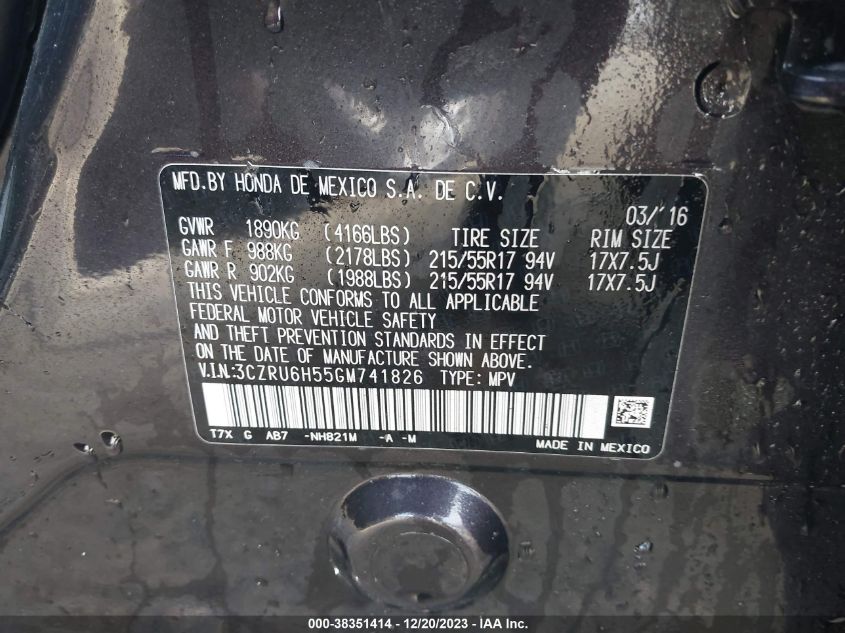 MFD.BY HONDA DE MEXICO S.A. DE C.V.
03/'16
GVWR 1890KG (4166LBS) TIRE SIZE RIM SIZE
GAWR F 988KG (2178LBS) 215/55R17 94V 17X7.5J
GAWR R 902KG (1988LBS) 215/55R17 94V 17X7.5J
THIS VEHICLE CONFORMS TO ALL APPLICABLE
FEDERAL MOTOR VEHICLE SAFETY
AND THEFT PREVENTION STANDARDS IN EFFECT
ON THE DATE OF MANUFACTURE SHOWN ABOVE.
V.I.N.:3CZRU6H55GM741826 TYPE: MPV
T7X G AB7 -NH821M -A -M MADE IN MEXICO
000-38351414 - 12/20/2023 - © IAA Inc.